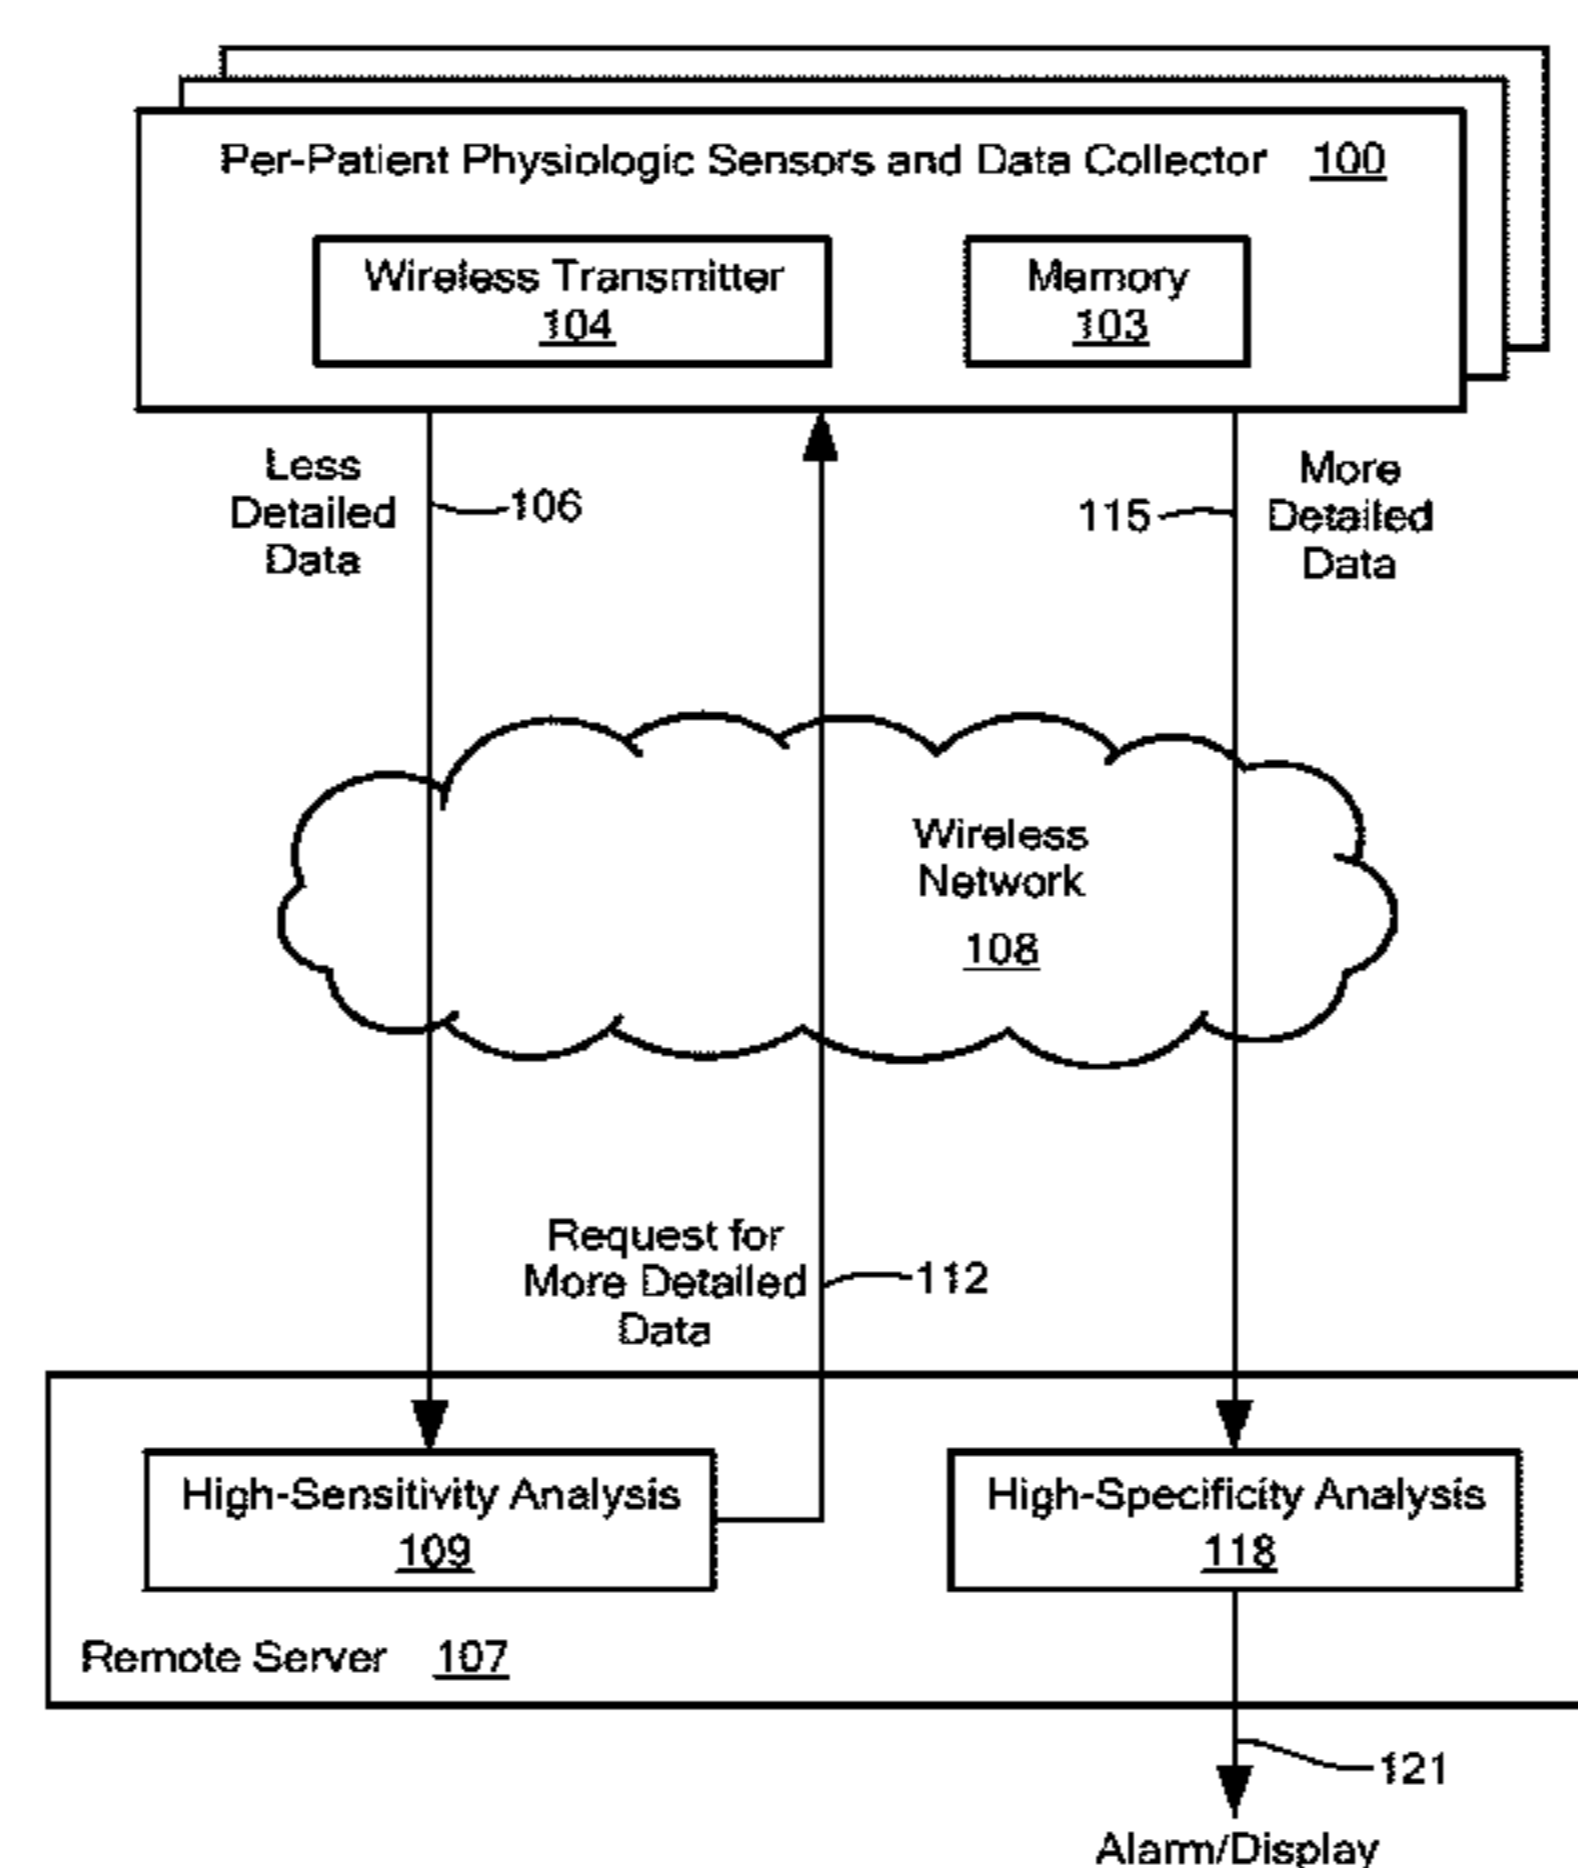 Per-Patient Physiologic Sensors and Data Collector 100
Wireless Transmitter
104
Memory
103
Less
Detailed
Data
106
115
More
Detailed
Data
Wireless
Network
108
Request for
More Detailed
Data
112
High-Sensitivity Analysis
109
High-Specificity Analysis
118
Remote Server 107
121
Alarm/Display